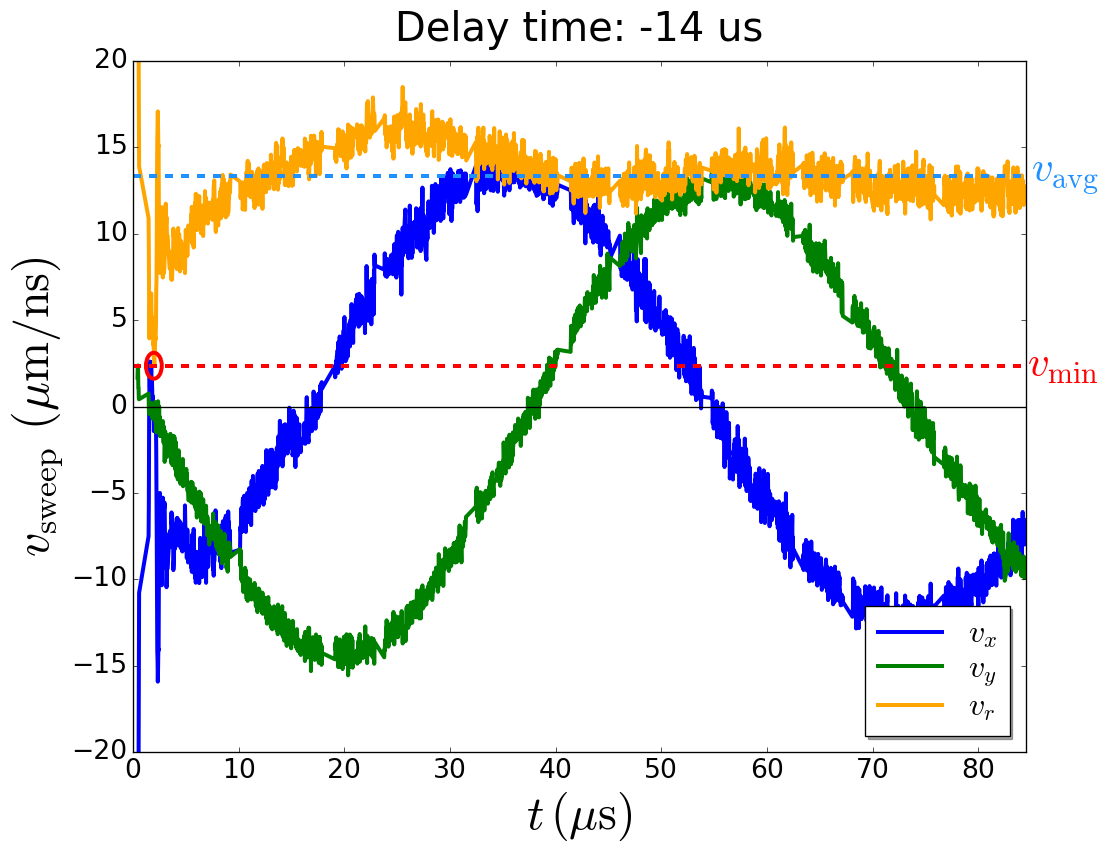 Delay time: -14 us
20
15
10
5
0
−5
−10
−15
−20
v_sweep (μm/ns)
v_avg
v_min
v_x
v_y
v_r
0 10 20 30 40 50 60 70 80
t (μs)